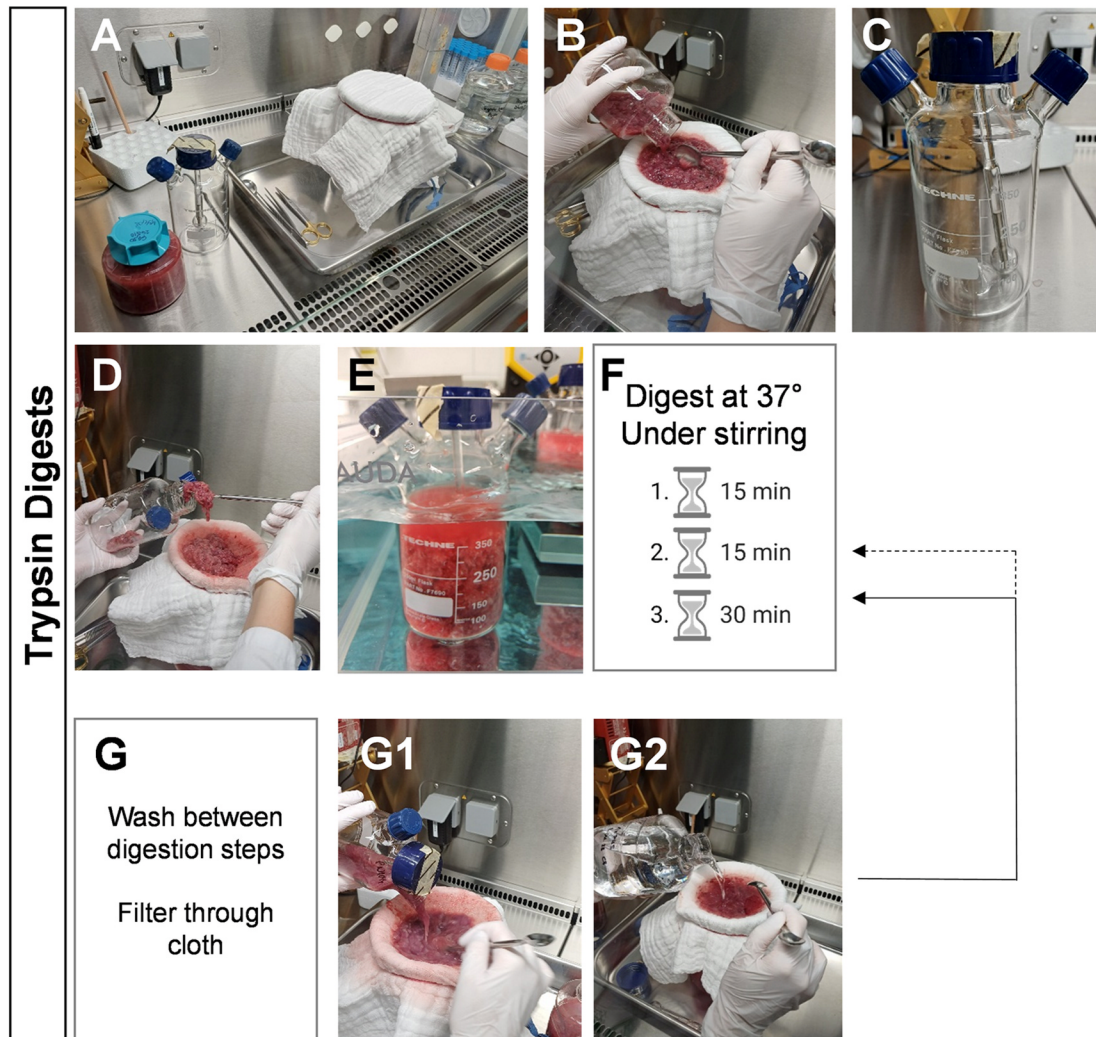 Trypsin Digests
A
B
C
TECHNE
250
D
E
AUDA
TECHNE
350
250
150
100
F
Digest at 37°
Under stirring
1. 15 min
2. 15 min
3. 30 min
G
Wash between
digestion steps
Filter through
cloth
G1
G2